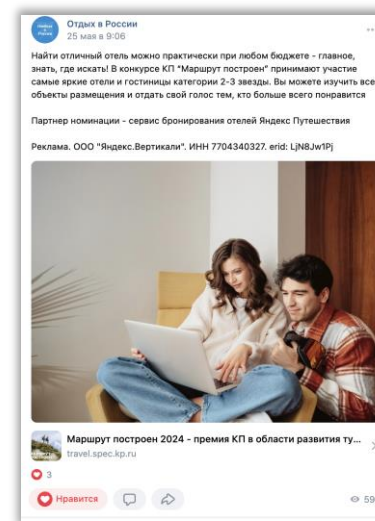 Отдых в России
25 мая в 9:06
Найти отличный отель можно практически при любом бюджете - главное,
знать, где искать! В конкурсе КП "Маршрут построен" принимают участие
самые яркие отели и гостиницы категории 2-3 звезды. Вы можете изучить все
объекты размещения и отдать свой голос тем, кто больше всего понравится
Партнер номинации - сервис бронирования отелей Яндекс Путешествия
Реклама. ООО "Яндекс.Вертикали". ИНН 7704340327. erid: LjN8Jw1Pj
Маршрут построен 2024 - премия КП в области развития ту...
travel.spec.kp.ru
3
Нравится
59